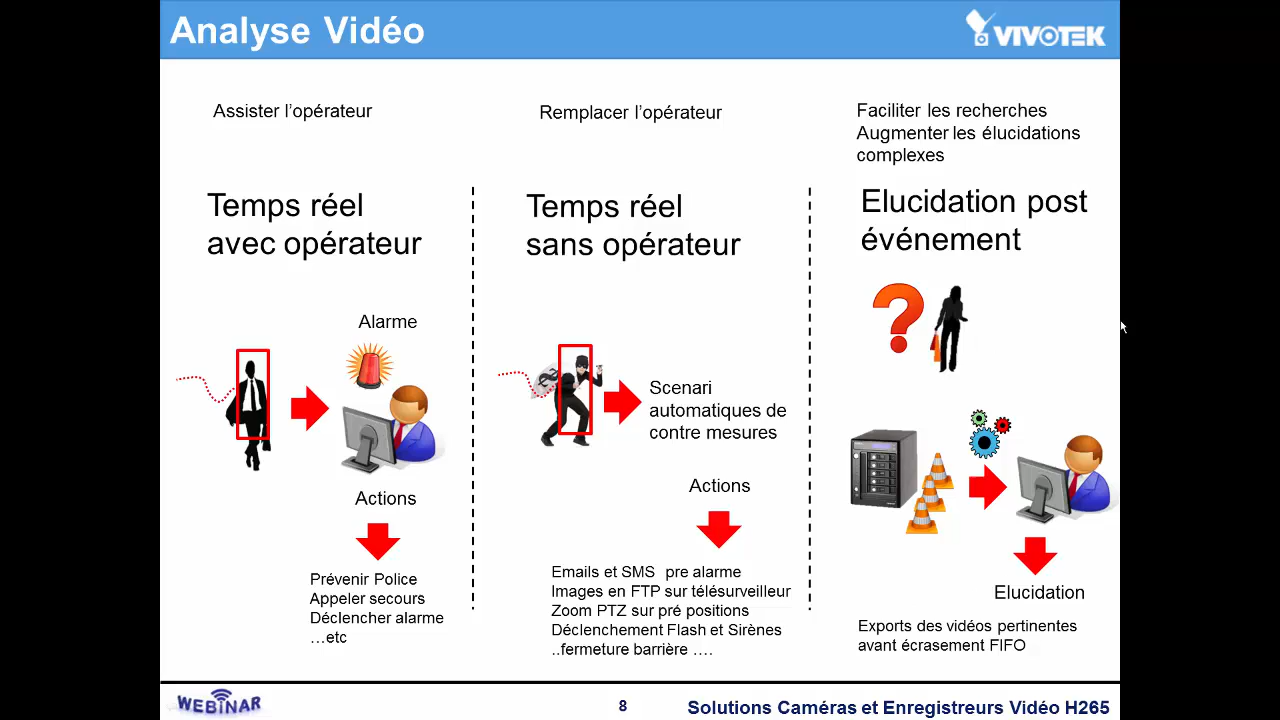 Analyse Vidéo
VIVOTEK
Assister l'opérateur
Temps réel
avec opérateur
Alarme
Actions
Prévenir Police
Appeler secours
Déclencher alarme
...etc
Remplacer l'opérateur
Temps réel
sans opérateur
Scenari
automatiques de
contre mesures
Actions
Emails et SMS pre alarme
Images en FTP sur télésurveilleur
Zoom PTZ sur pré positions
Déclenchement Flash et Sirènes
..fermeture barrière ....
Faciliter les recherches
Augmenter les élucidations
complexes
Elucidation post
événement
Elucidation
Exports des vidéos pertinentes
avant écrasement FIFO
WEBINAR
8
Solutions Caméras et Enregistreurs Vidéo H265